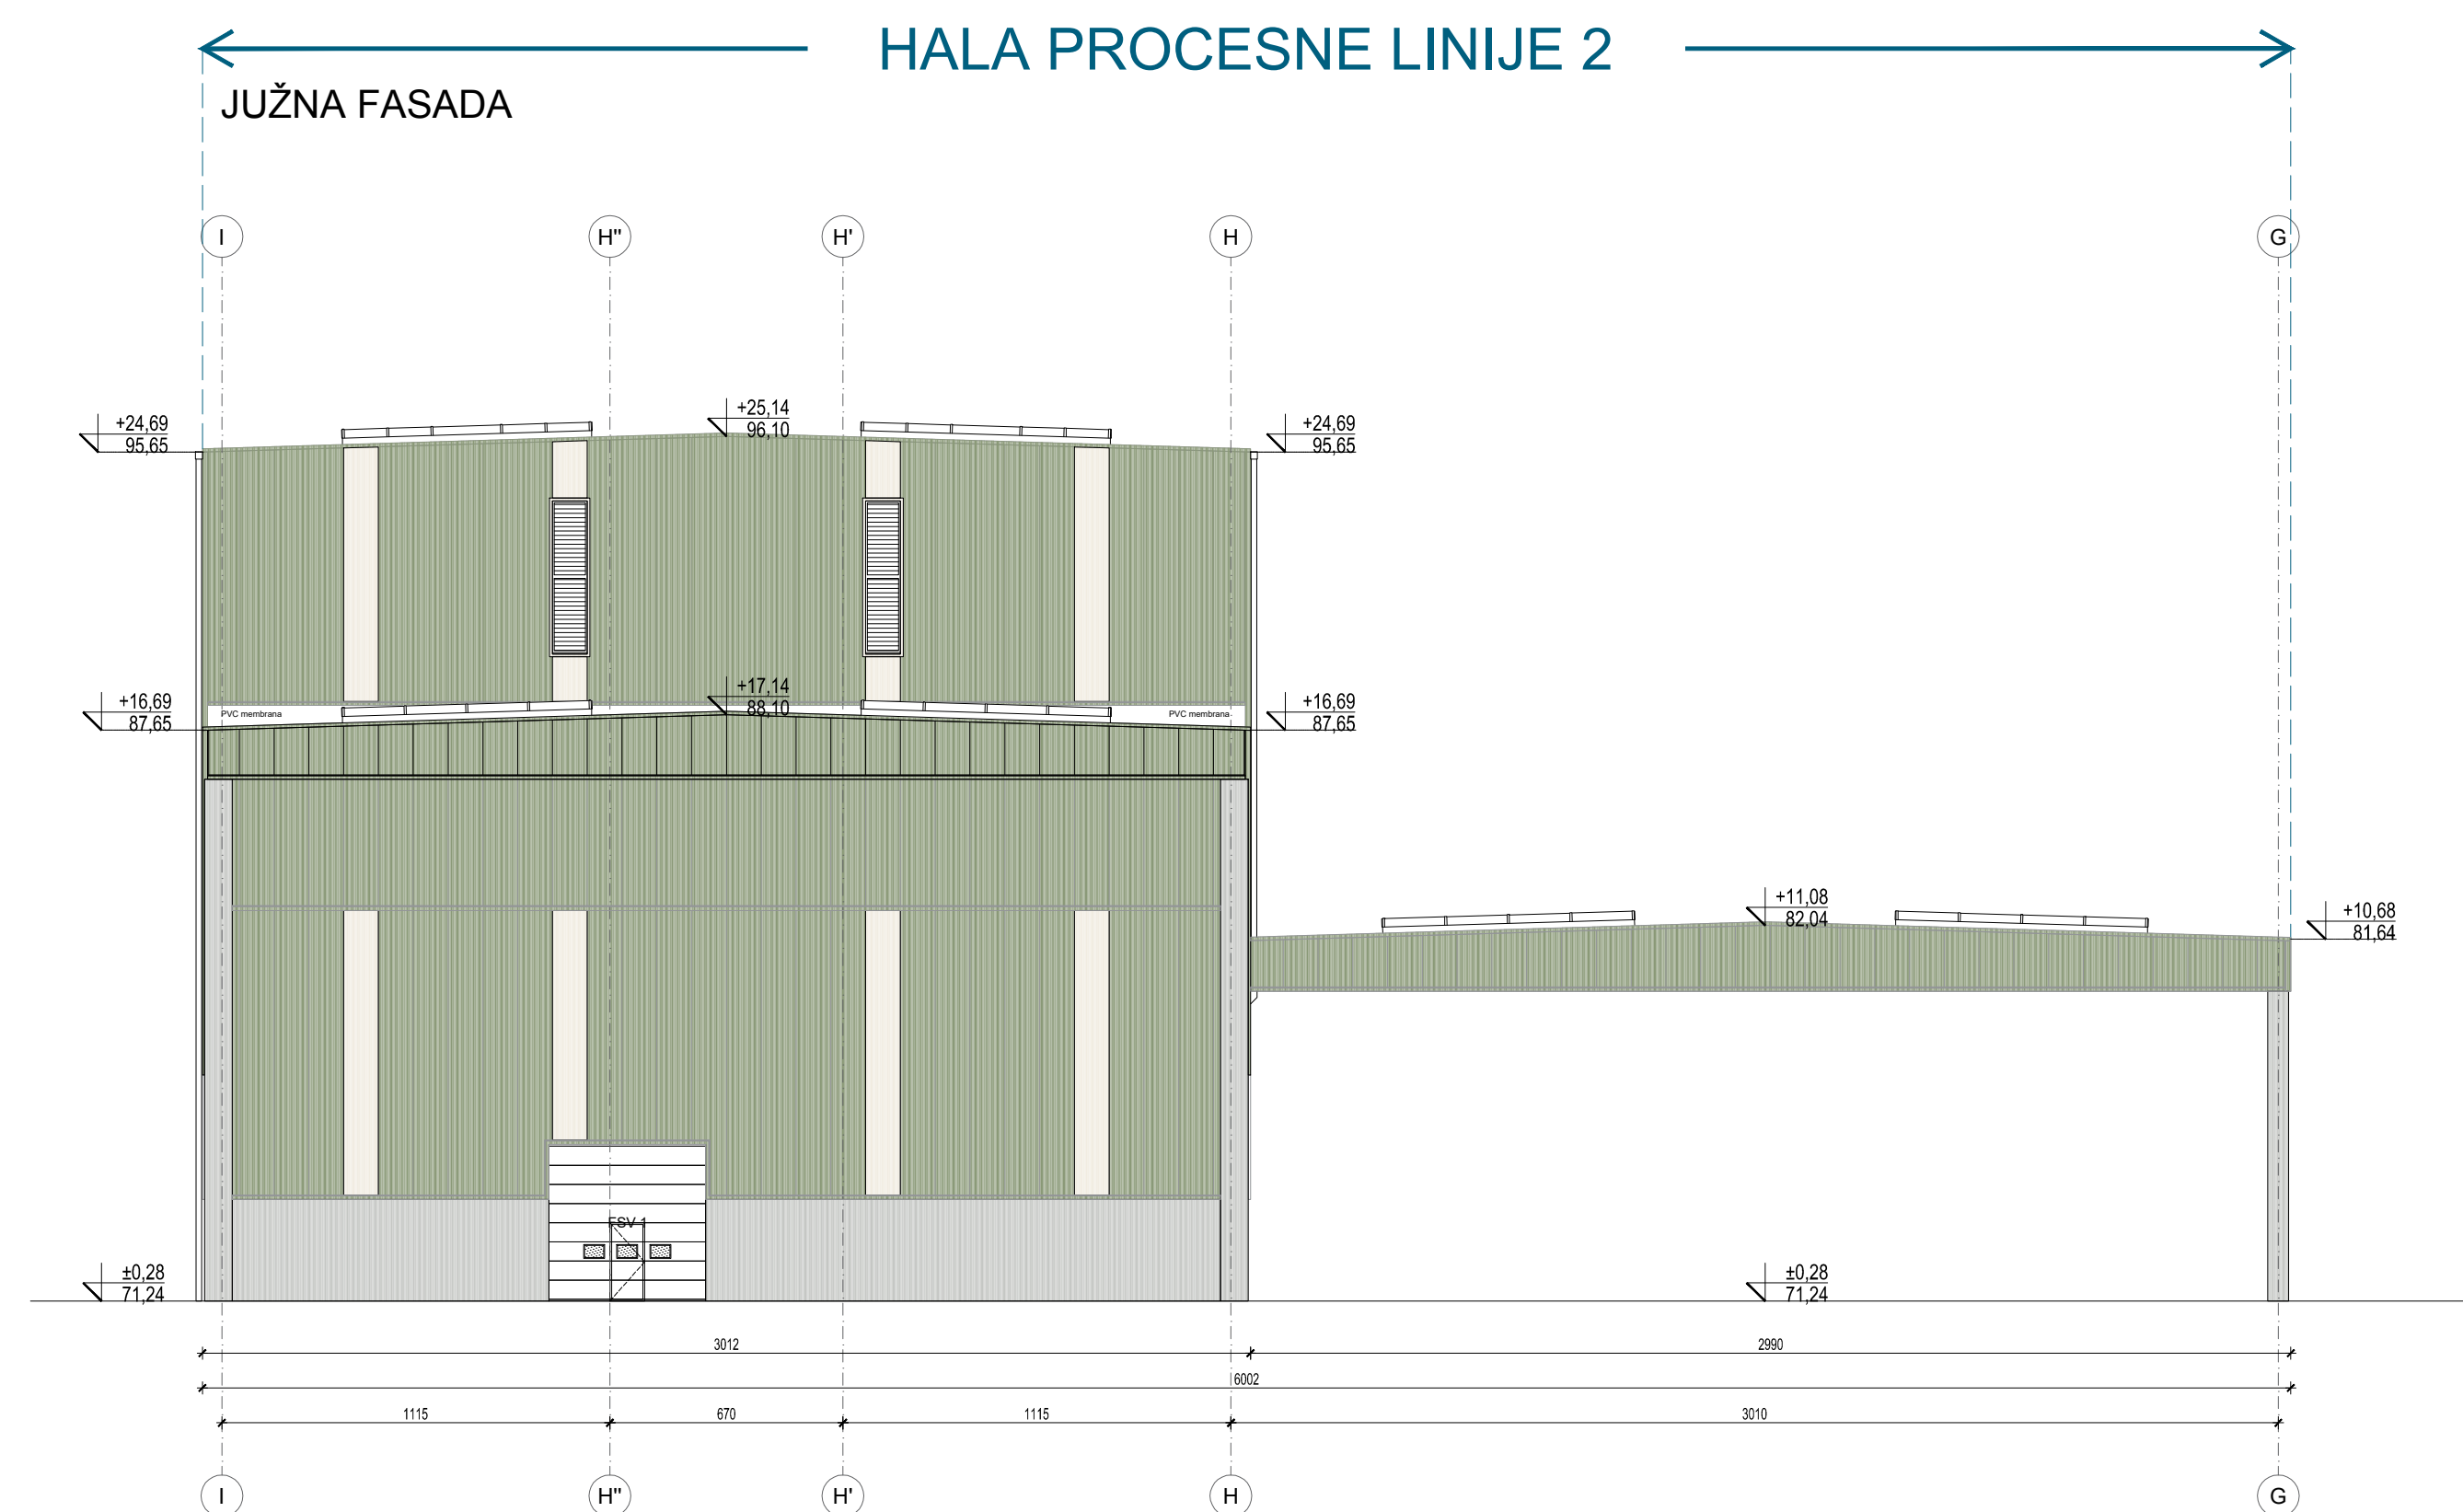 HALA PROCESNE LINIJE 2
JUŽNA FASADA
I H'' H' H G
+24,69
95,65
+25,14
96,10
+24,69
95,65
+16,69
87,65
PVC membrana
+17,14
88,10
PVC membrana
+16,69
87,65
+11,08
82,04
+10,68
81,64
FSV 1
±0,28
71,24
±0,28
71,24
3012 2990
6002
1115 670 1115 3010
I H'' H' H G